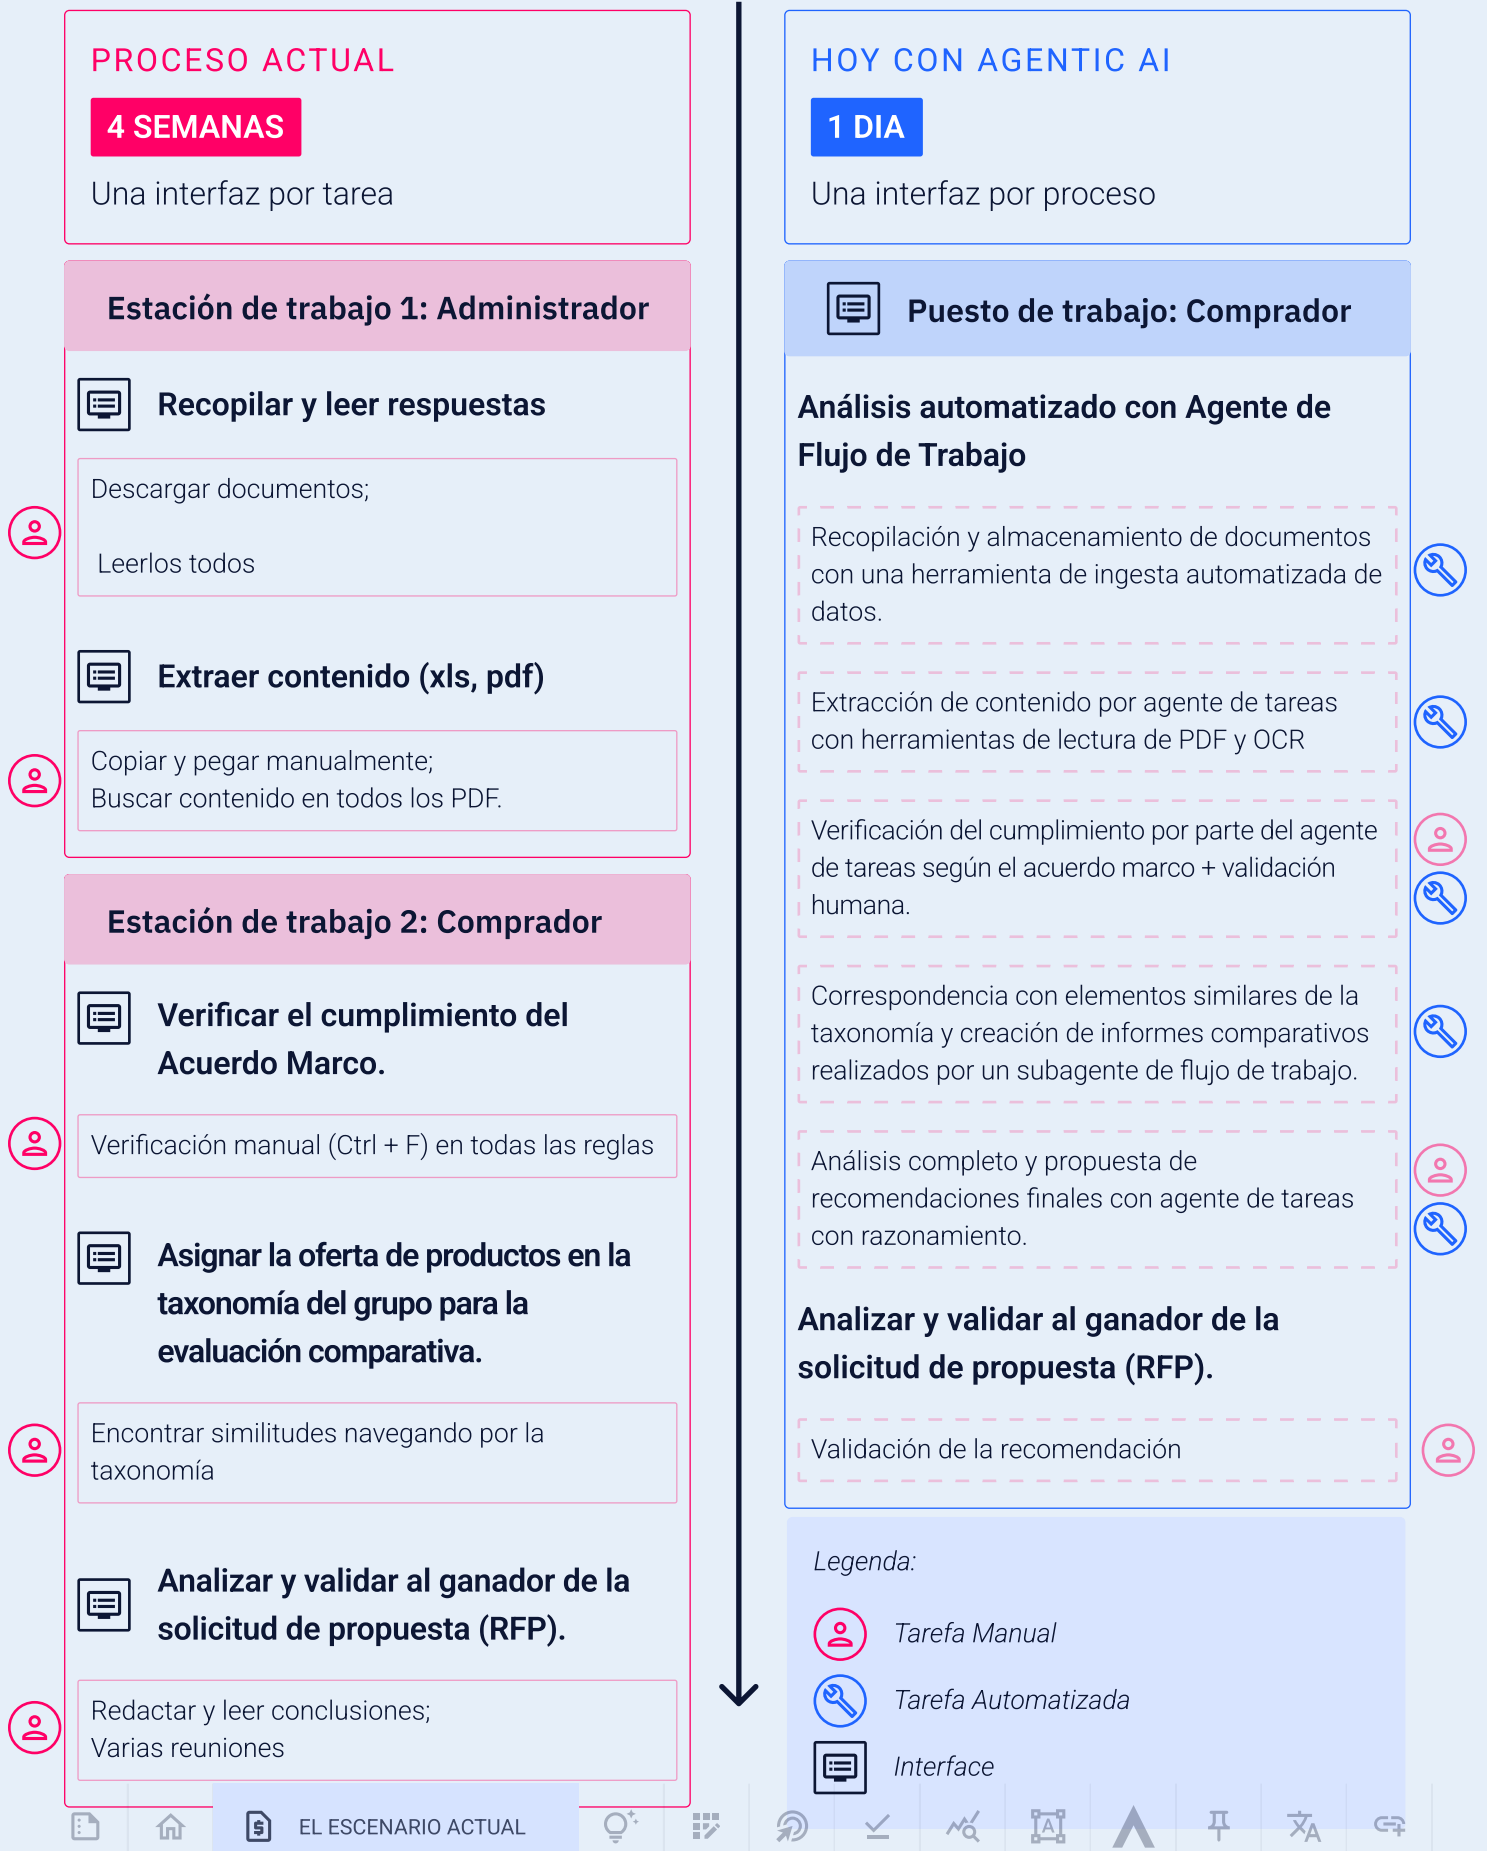 PROCESO ACTUAL
4 SEMANAS
Una interfaz por tarea
Estación de trabajo 1: Administrador
Recopilar y leer respuestas
Descargar documentos;
Leerlos todos
Extraer contenido (xls, pdf)
Copiar y pegar manualmente;
Buscar contenido en todos los PDF.
Estación de trabajo 2: Comprador
Verificar el cumplimiento del
Acuerdo Marco.
Verificación manual (Ctrl + F) en todas las reglas
Asignar la oferta de productos en la
taxonomía del grupo para la
evaluación comparativa.
Encontrar similitudes navegando por la
taxonomía
Analizar y validar al ganador de la
solicitud de propuesta (RFP).
Redactar y leer conclusiones;
Varias reuniones
HOY CON AGENTIC AI
1 DIA
Una interfaz por proceso
Puesto de trabajo: Comprador
Análisis automatizado con Agente de
Flujo de Trabajo
Recopilación y almacenamiento de documentos
con una herramienta de ingesta automatizada de
datos.
Extracción de contenido por agente de tareas
con herramientas de lectura de PDF y OCR
Verificación del cumplimiento por parte del agente
de tareas según el acuerdo marco + validación
humana.
Correspondencia con elementos similares de la
taxonomía y creación de informes comparativos
realizados por un subagente de flujo de trabajo.
Análisis completo y propuesta de
recomendaciones finales con agente de tareas
con razonamiento.
Analizar y validar al ganador de la
solicitud de propuesta (RFP).
Validación de la recomendación
Legenda:
Tarefa Manual
Tarefa Automatizada
Interface
EL ESCENARIO ACTUAL